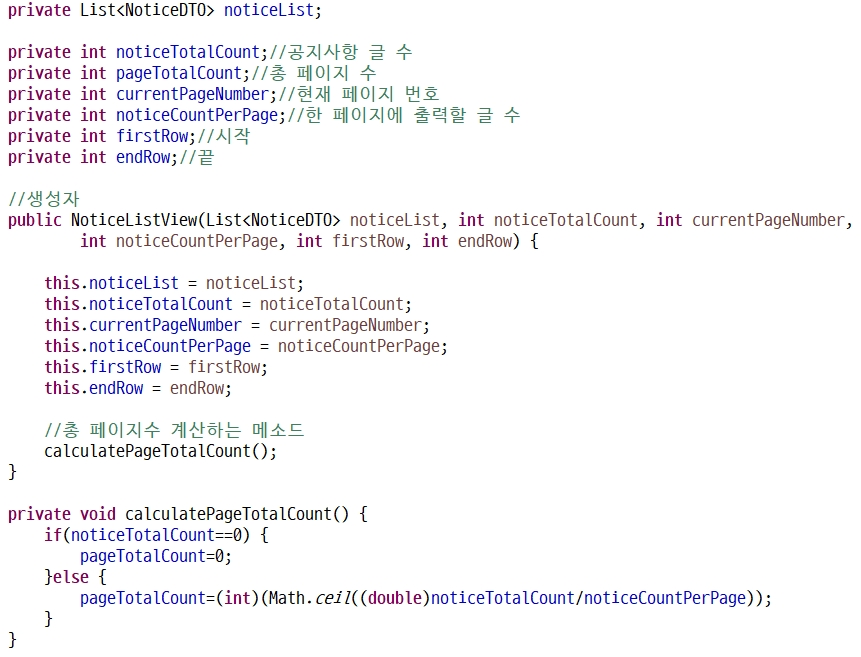 private List<NoticeDTO> noticeList;
private int noticeTotalCount;//공지사항 글 수
private int pageTotalCount;//총 페이지 수
private int currentPageNumber;//현재 페이지 번호
private int noticeCountPerPage;//한 페이지에 출력할 글 수
private int firstRow;//시작
private int endRow;//끝
//생성자
public NoticeListView(List<NoticeDTO> noticeList, int noticeTotalCount, int currentPageNumber,
int noticeCountPerPage, int firstRow, int endRow) {
this.noticeList = noticeList;
this.noticeTotalCount = noticeTotalCount;
this.currentPageNumber = currentPageNumber;
this.noticeCountPerPage = noticeCountPerPage;
this.firstRow = firstRow;
this.endRow = endRow;
//총 페이지수 계산하는 메소드
calculatePageTotalCount();
}
private void calculatePageTotalCount() {
if(noticeTotalCount==0) {
pageTotalCount=0;
}else {
pageTotalCount=(int)(Math.ceil((double)noticeTotalCount/noticeCountPerPage));
}
}